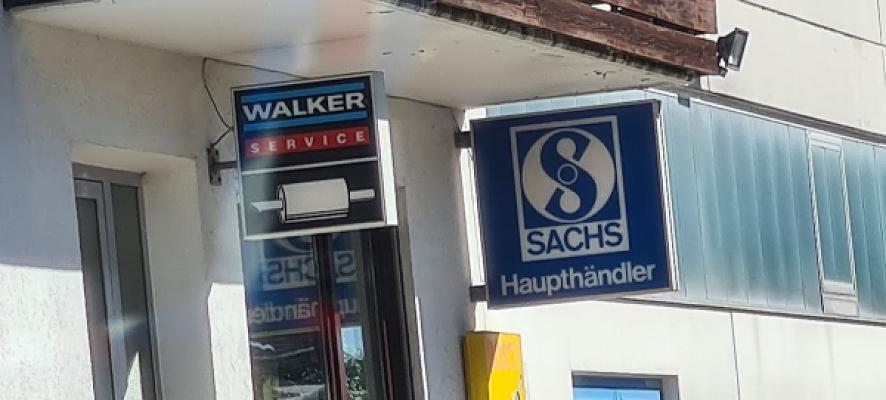 WALKER
SERVICE
S
SACHS
Haupthändler